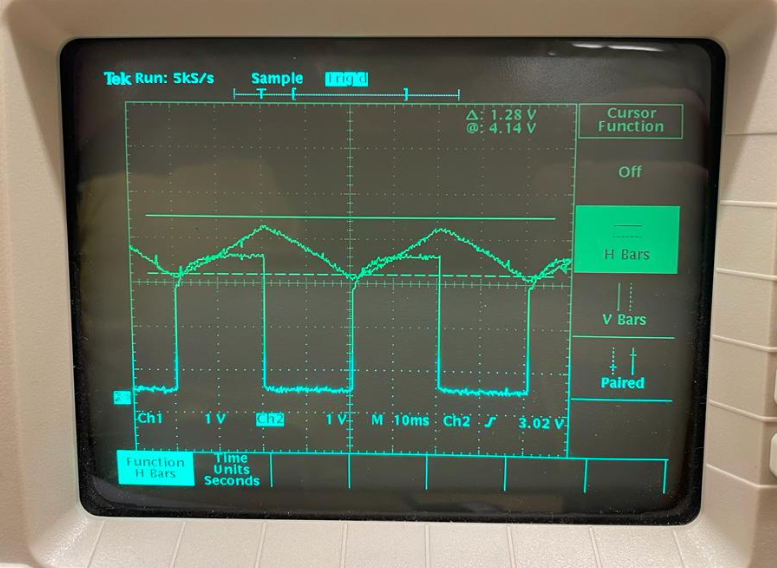 Tek Run: 5kS/s Sample Trig'd
T
Δ: 1.28 V
@: 4.14 V
Cursor
Function
Off
H Bars
V Bars
Paired
Ch1 1 V Ch2 1 V M 10ms Ch2 3.02 V
Function
H Bars
Time
Units
Seconds